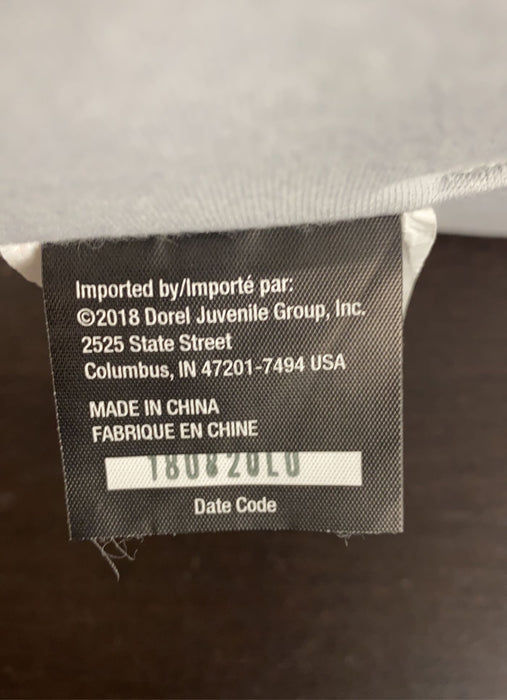 Imported by/Importé par:
©2018 Dorel Juvenile Group, Inc.
2525 State Street
Columbus, IN 47201-7494 USA
MADE IN CHINA
FABRIQUE EN CHINE
Date Code